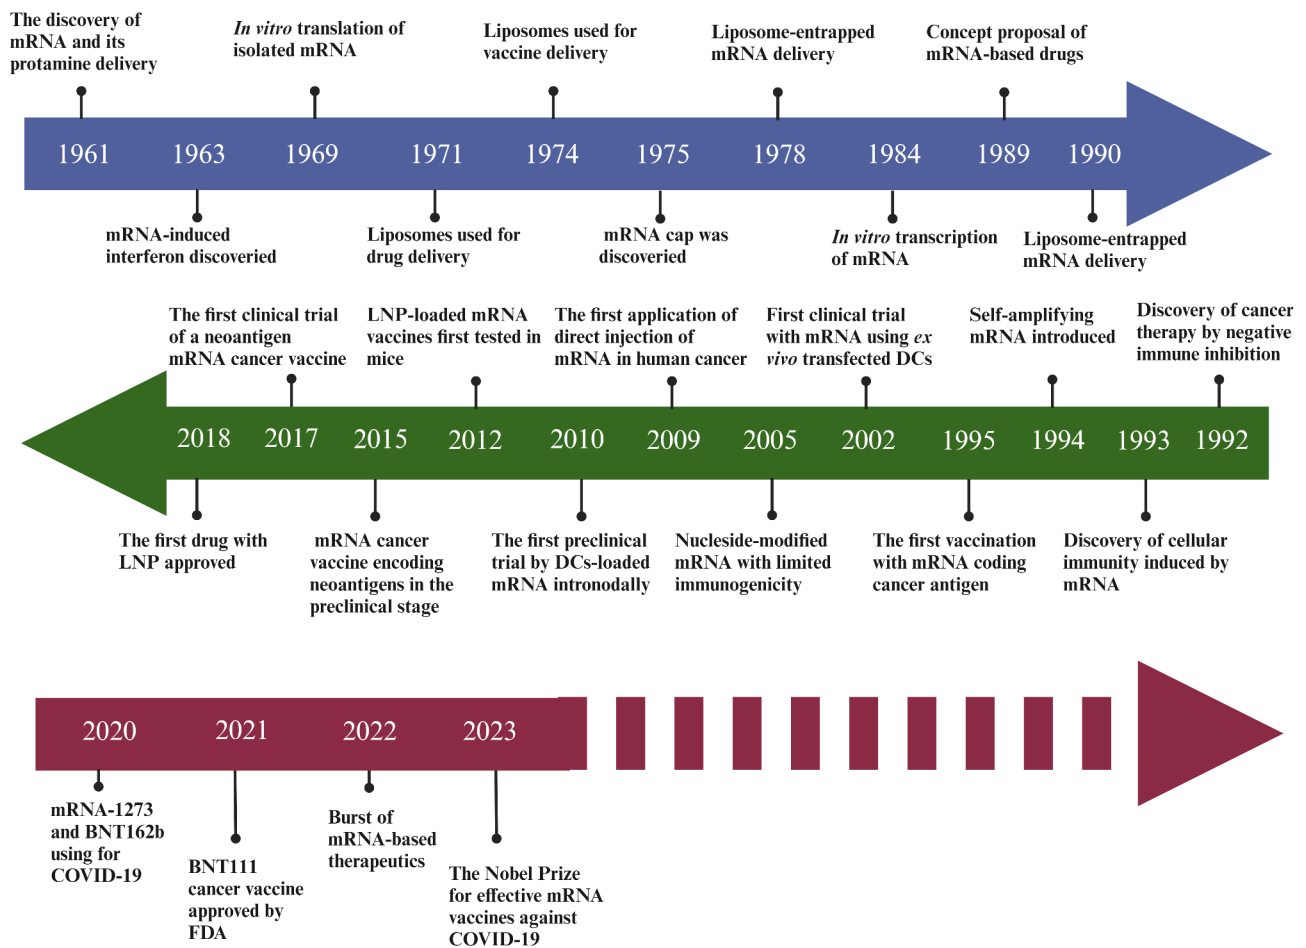 The discovery of
mRNA and its
protamine delivery
In vitro translation of
isolated mRNA
Liposomes used for
vaccine delivery
Liposome-entrapped
mRNA delivery
Concept proposal of
mRNA-based drugs
1961 1963 1969 1971 1974 1975 1978 1984 1989 1990
mRNA-induced
interferon discoveried
Liposomes used for
drug delivery
mRNA cap was
discoveried
In vitro transcription
of mRNA
Liposome-entrapped
mRNA delivery
The first clinical trial
of a neoantigen
mRNA cancer vaccine
LNP-loaded mRNA
vaccines first tested in
mice
The first application of
direct injection of
mRNA in human cancer
First clinical trial
with mRNA using ex
vivo transfected DCs
Self-amplifying
mRNA introduced
Discovery of cancer
therapy by negative
immune inhibition
2018 2017 2015 2012 2010 2009 2005 2002 1995 1994 1993 1992
The first drug with
LNP approved
mRNA cancer
vaccine encoding
neoantigens in the
preclinical stage
The first preclinical
trial by DCs-loaded
mRNA intronodally
Nucleside-modified
mRNA with limited
immunogenicity
The first vaccination
with mRNA coding
cancer antigen
Discovery of cellular
immunity induced by
mRNA
2020 2021 2022 2023
mRNA-1273
and BNT162b
using for
COVID-19
BNT111
cancer vaccine
approved by
FDA
Burst of
mRNA-based
therapeutics
The Nobel Prize
for effective mRNA
vaccines against
COVID-19